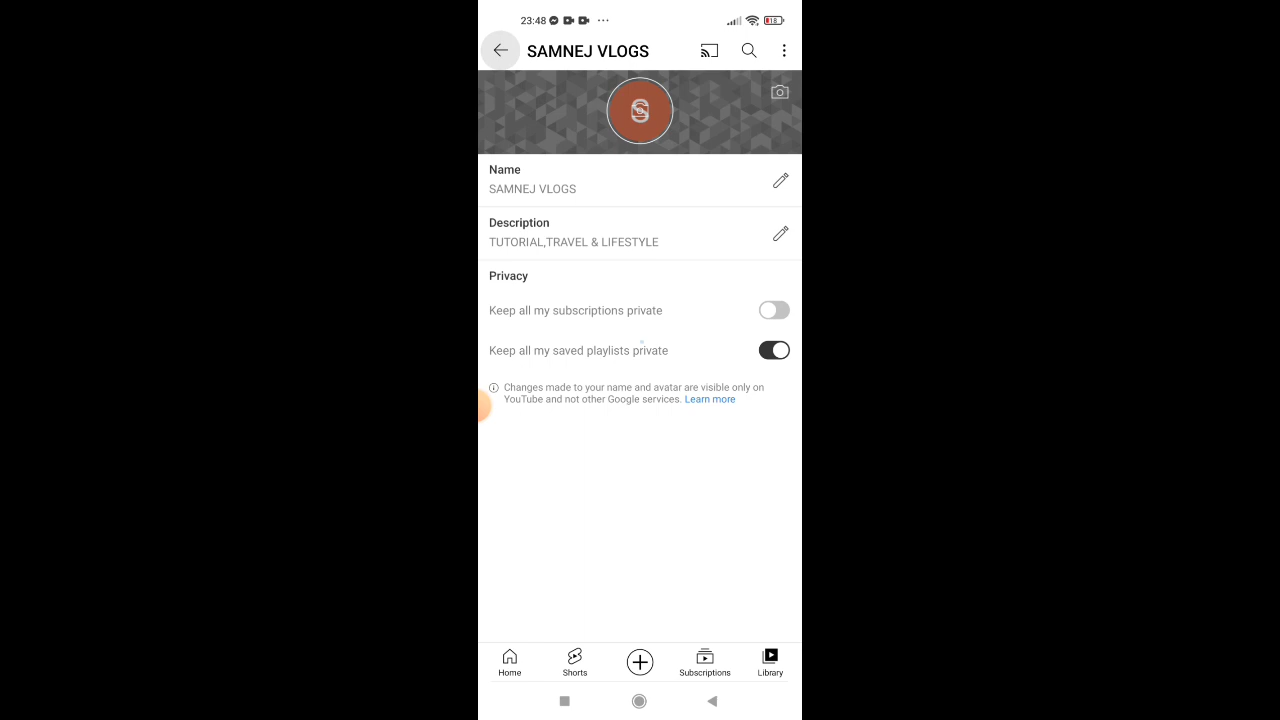 23:48
18
SAMNEJ VLOGS
S
Name
SAMNEJ VLOGS
Description
TUTORIAL,TRAVEL & LIFESTYLE
Privacy
Keep all my subscriptions private
Keep all my saved playlists private
Changes made to your name and avatar are visible only on
YouTube and not other Google services. Learn more
Home
Shorts
Subscriptions
Library